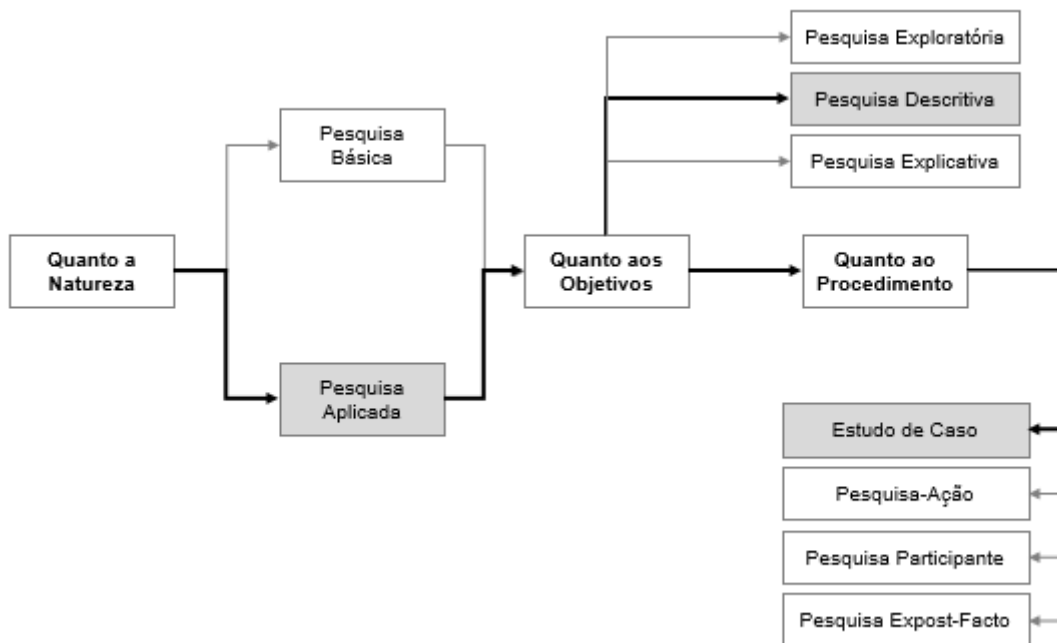 Pesquisa Exploratória
Pesquisa Descritiva
Pesquisa Explicativa
Pesquisa
Básica
Quanto a
Natureza
Quanto aos
Objetivos
Quanto ao
Procedimento
Pesquisa
Aplicada
Estudo de Caso
Pesquisa-Ação
Pesquisa Participante
Pesquisa Expost-Facto